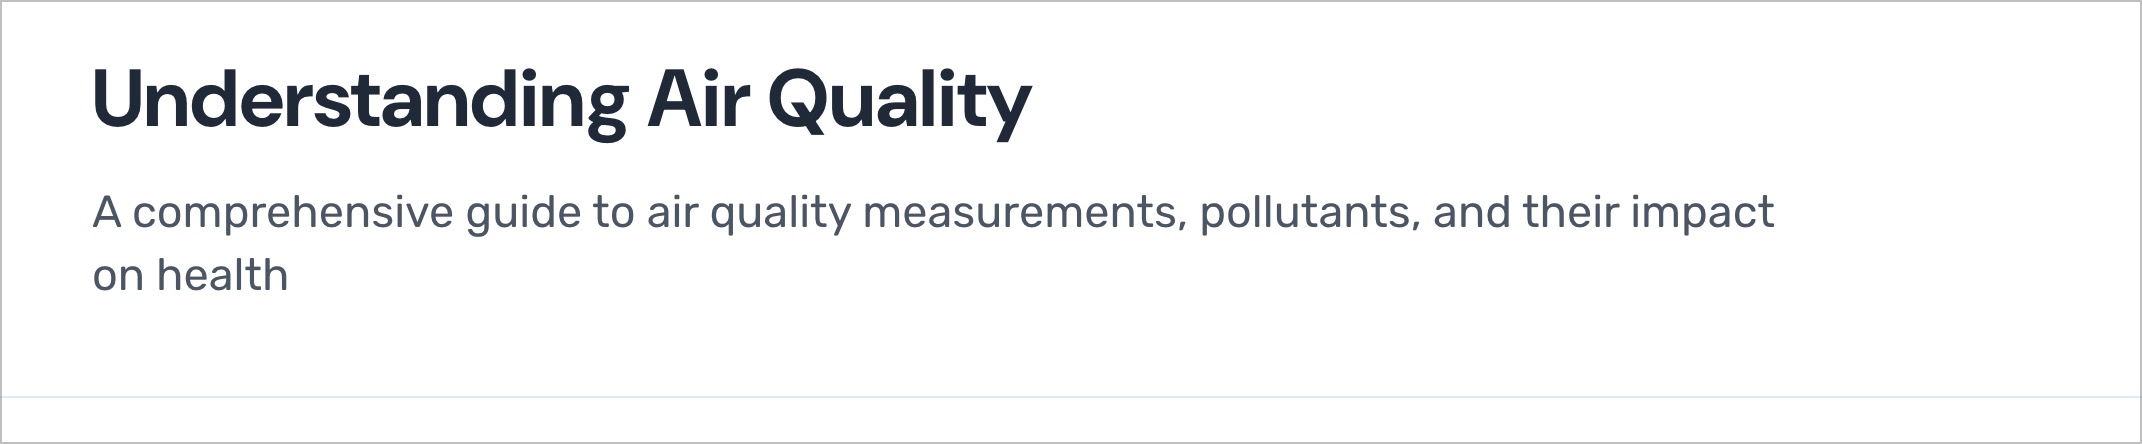 Understanding Air Quality
A comprehensive guide to air quality measurements, pollutants, and their impact
on health